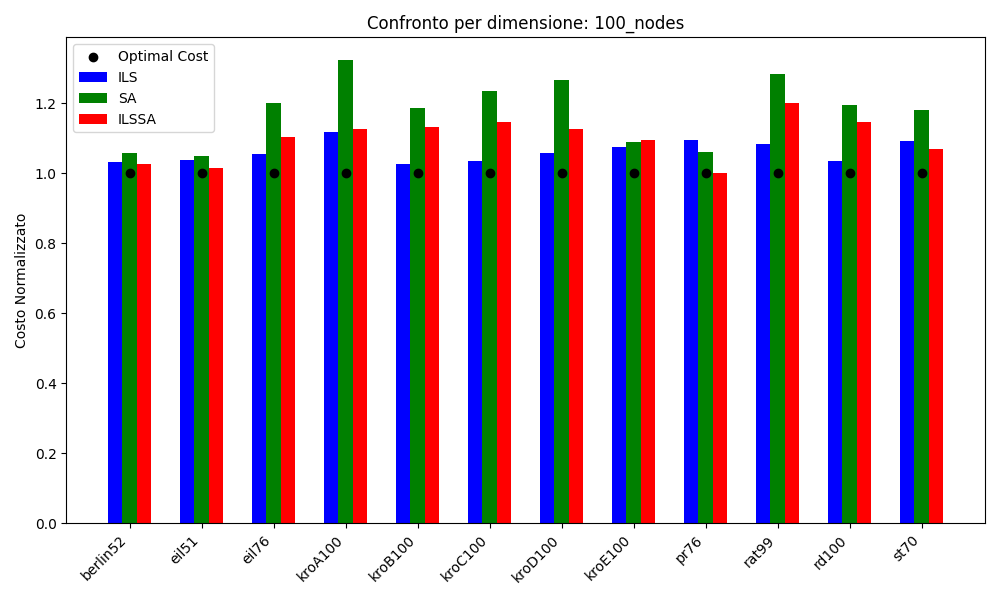 Confronto per dimensione: 100_nodes
Optimal Cost
ILS
SA
ILSSA
Costo Normalizzato
1.2
1.0
0.8
0.6
0.4
0.2
0.0
berlin52
eil51
eil76
kroA100
kroB100
kroC100
kroD100
kroE100
pr76
rat99
rd100
st70